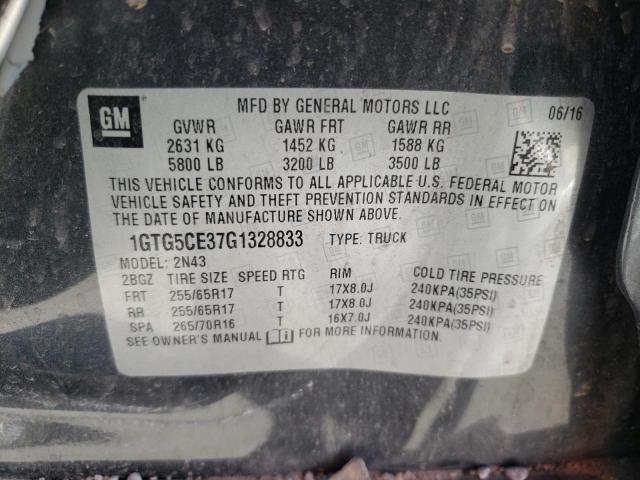 GM
MFD BY GENERAL MOTORS LLC 06/16
GVWR GAWR FRT GAWR RR
2631 KG 1452 KG 1588 KG
5800 LB 3200 LB 3500 LB
THIS VEHICLE CONFORMS TO ALL APPLICABLE U.S. FEDERAL MOTOR
VEHICLE SAFETY AND THEFT PREVENTION STANDARDS IN EFFECT ON
THE DATE OF MANUFACTURE SHOWN ABOVE.
1GTG5CE37G1328833 TYPE: TRUCK
MODEL: 2N43
2BGZ TIRE SIZE SPEED RTG RIM COLD TIRE PRESSURE
FRT 255/65R17 T 17X8.0J 240KPA(35PSI)
RR 255/65R17 T 17X8.0J 240KPA(35PSI)
SPA 265/70R16 T 16X7.0J 240KPA(35PSI)
SEE OWNER'S MANUAL FOR MORE INFORMATION